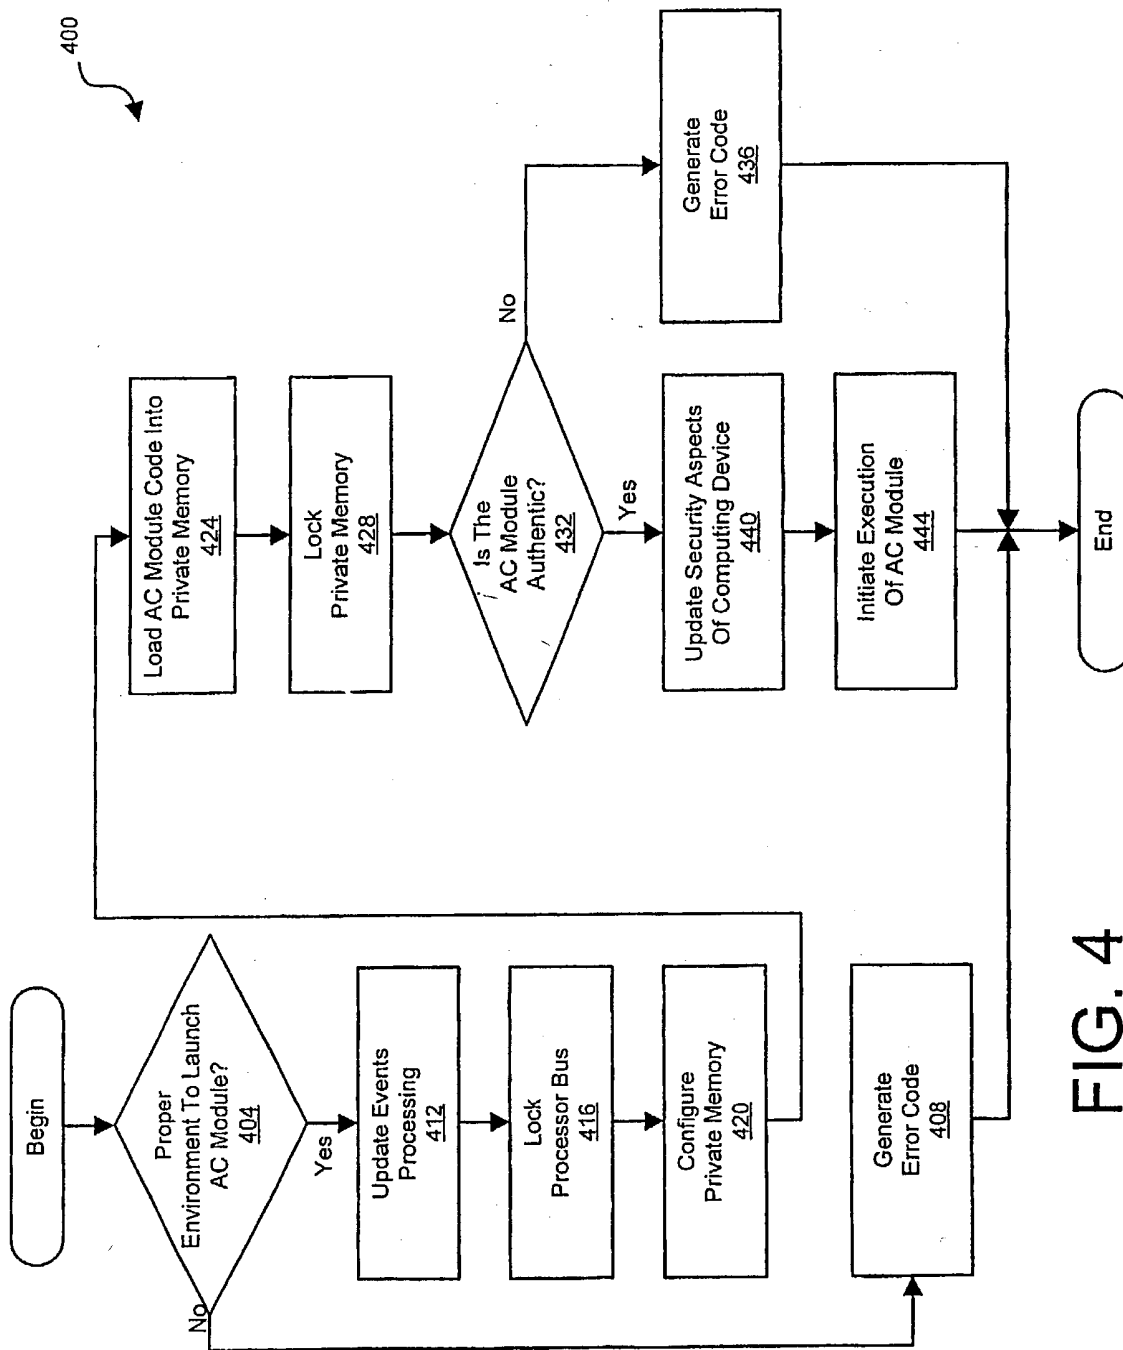 400
Begin
Proper
Environment To Launch
AC Module?
404
No
Yes
Update Events
Processing
412
Lock
Processor Bus
416
Configure
Private Memory
420
Generate
Error Code
408
Load AC Module Code Into
Private Memory
424
Lock
Private Memory
428
Is The
AC Module
Authentic?
432
No
Yes
Generate
Error Code
436
Update Security Aspects
Of Computing Device
440
Initiate Execution
Of AC Module
444
End
FIG. 4